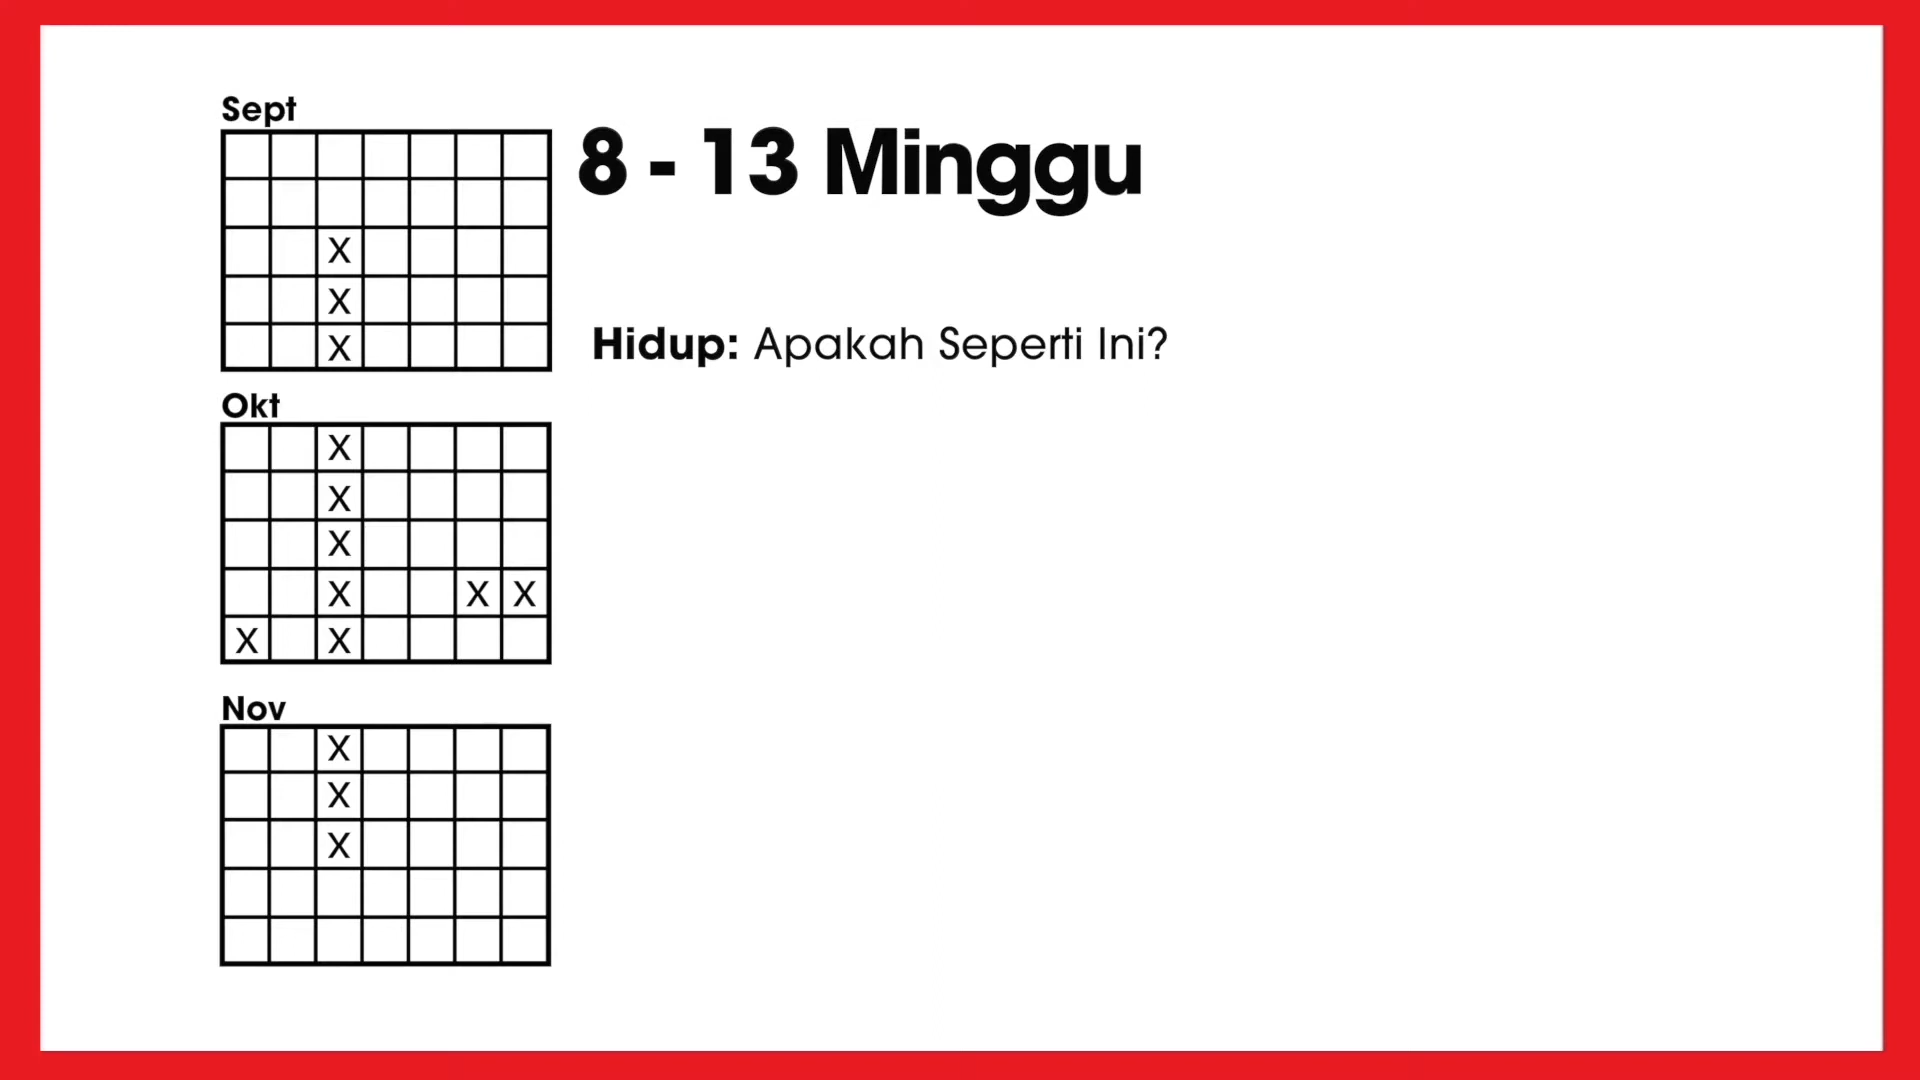 Sept
X
X
X
Okt
X
X
X
X X X
X X
Nov
X
X
X
8 - 13 Minggu
Hidup: Apakah Seperti Ini?